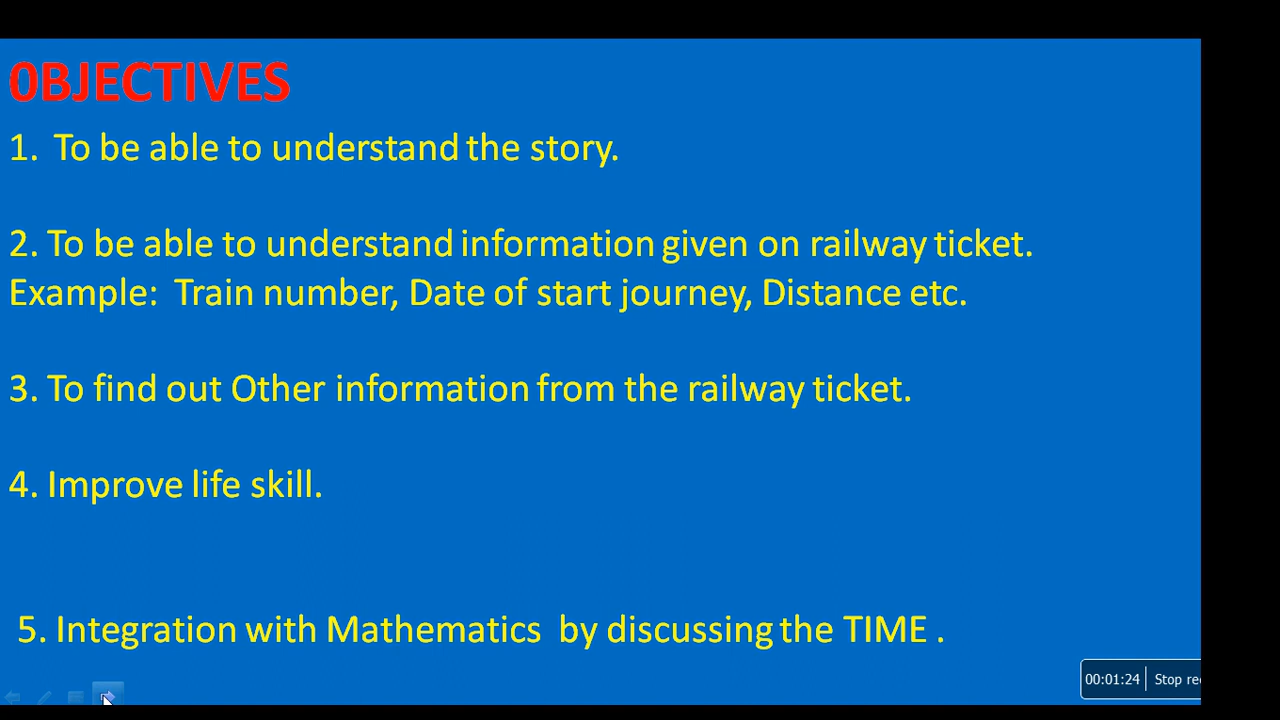 0BJECTIVES
1. To be able to understand the story.
2. To be able to understand information given on railway ticket.
Example: Train number, Date of start journey, Distance etc.
3. To find out Other information from the railway ticket.
4. Improve life skill.
5. Integration with Mathematics by discussing the TIME .
00:01:24 Stop